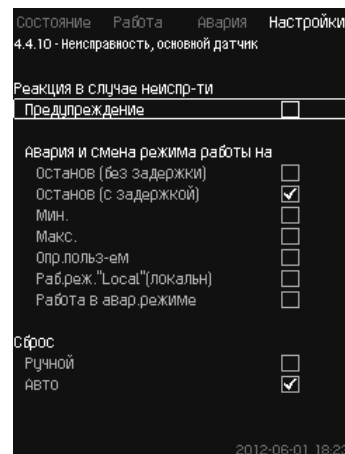 Состояние Работа Авария Настройки
4.4.10 - Неисправность, основной датчик
Реакция в случае неиспр-ти
Предупреждение
Авария и смена режима работы на
Останов (без задержки)
Останов (с задержкой)
Мин.
Макс.
Опр.польз-ем
Раб.реж."Local"(локальн)
Работа в авар.режиме
Сброс
Ручной
Авто
2012-06-01 18:23